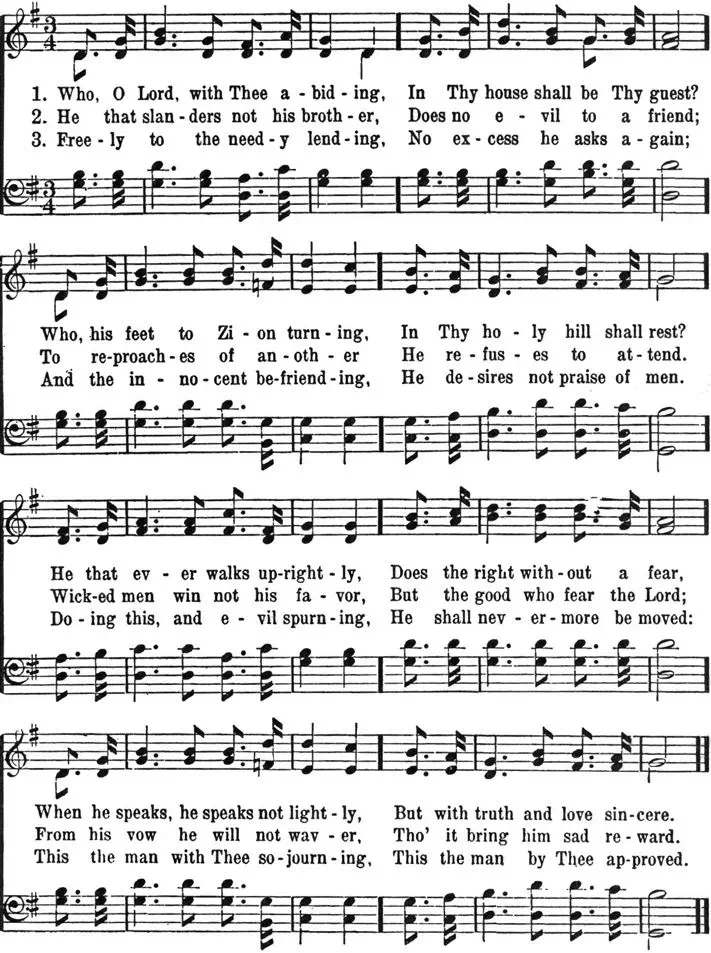 3/4
1. Who, O Lord, with Thee a - bid - ing, In Thy house shall be Thy guest?
2. He that slan - ders not his broth - er, Does no e - vil to a friend;
3. Free - ly to the need - y lend - ing, No ex - cess he asks a - gain;
3/4
Who, his feet to Zi - on turn - ing, In Thy ho - ly hill shall rest?
To re - proach - es of an - oth - er He re - fus - es to at - tend.
And the in - no - cent be - friend - ing, He de - sires not praise of men.
He that ev - er walks up - right - ly, Does the right with - out a fear,
Wick - ed men win not his fa - vor, But the good who fear the Lord;
Do - ing this, and e - vil spurn - ing, He shall nev - er - more be moved:
When he speaks, he speaks not light - ly, But with truth and love sin - cere.
From his vow he will not wav - er, Tho' it bring him sad re - ward.
This the man with Thee so - journ - ing, This the man by Thee ap - proved.